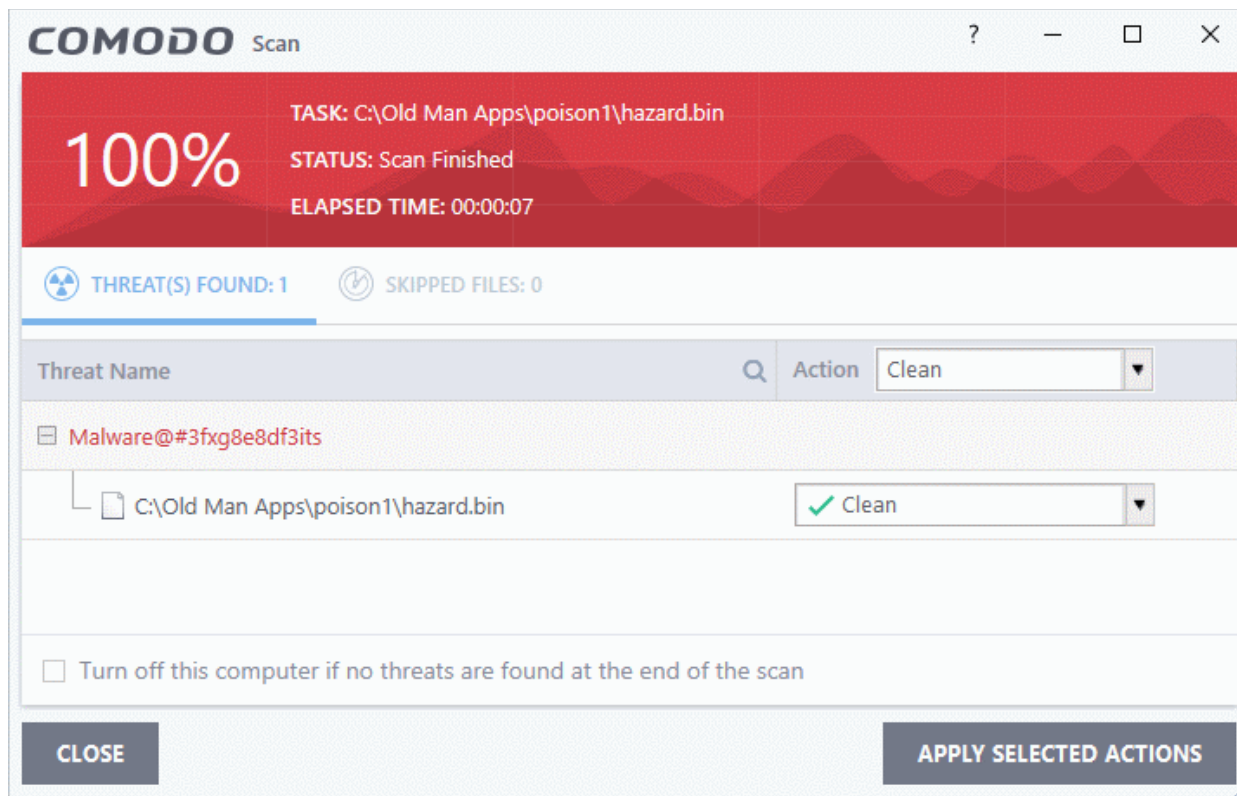 COMODO Scan ?
100%
TASK: C:\Old Man Apps\poison1\hazard.bin
STATUS: Scan Finished
ELAPSED TIME: 00:00:07
THREAT(S) FOUND: 1 SKIPPED FILES: 0
Threat Name Action Clean
Malware@#3fxg8e8df3its
C:\Old Man Apps\poison1\hazard.bin Clean
Turn off this computer if no threats are found at the end of the scan
CLOSE APPLY SELECTED ACTIONS